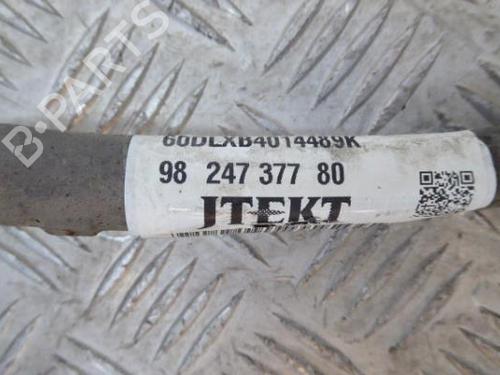 B-PARTS
60DLXB4014489K
98 247 377 80
JTEKT